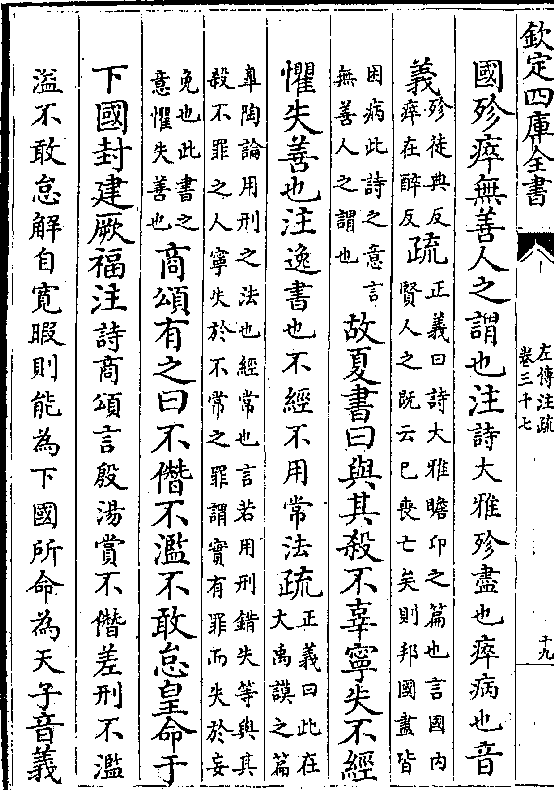 欽定四庫全書
左傳注疏
卷三十七
十九
國殄瘁無善人之謂也注詩大雅殄盡也瘁病也音
義
殄徒典反
瘁在醉反
疏
正義曰詩大雅瞻卬之篇也言國内
賢人之既云已喪亡矣則邦國盡皆
困病此詩之意言
無善人之謂也
故夏書曰與其殺不辜寧失不經
懼失善也注逸書也不經不用常法疏
正義曰此在
大禹謨之篇
臯陶論用刑之法也經常也言若用刑錯失等與其
殺不罪之人寧失於不常之罪謂實有罪而失於妄
免也此書之
意懼失善也
商頌有之曰不僭不濫不敢怠皇命于
下國封建厥福注詩商頌言殷湯賞不僭差刑不濫
溢不敢怠解自寛暇則能為下國所命為天子音義